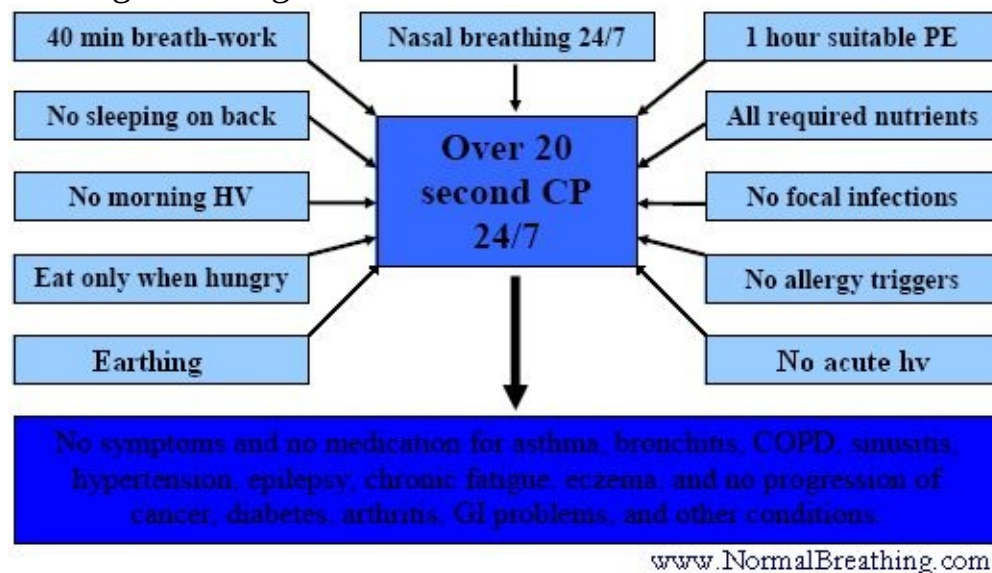 40 min breath-work
Nasal breathing 24/7
1 hour suitable PE
No sleeping on back
All required nutrients
Over 20
second CP
24/7
No morning HV
No focal infections
Eat only when hungry
No allergy triggers
Earthing
No acute hv
No symptoms and no medication for asthma, bronchitis, COPD, sinusitis,
hypertension, epilepsy, chronic fatigue, eczema, and no progression of
cancer, diabetes, arthritis, GI problems, and other conditions.
www.NormalBreathing.com